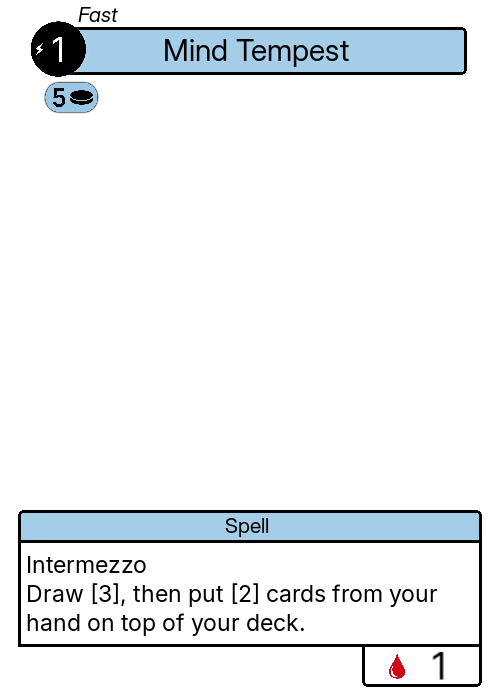 Fast
1 Mind Tempest
5
Spell
Intermezzo
Draw [3], then put [2] cards from your
hand on top of your deck.
1